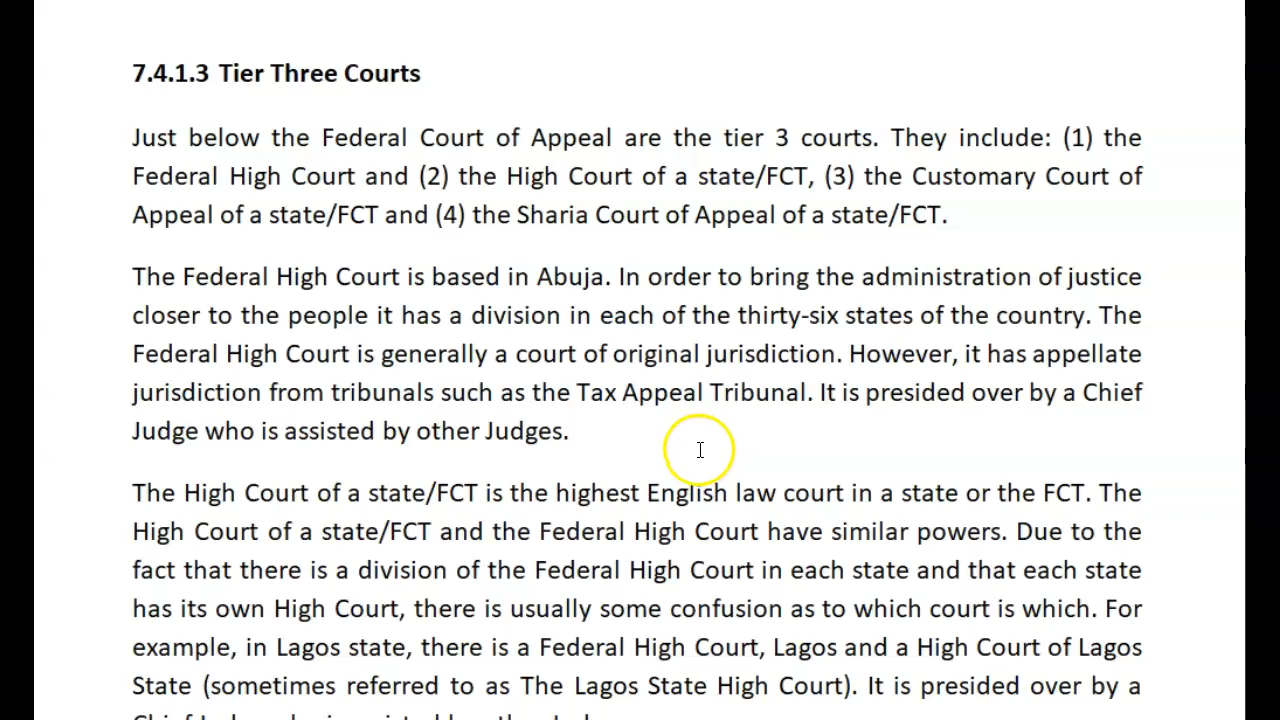 7.4.1.3 Tier Three Courts
Just below the Federal Court of Appeal are the tier 3 courts. They include: (1) the
Federal High Court and (2) the High Court of a state/FCT, (3) the Customary Court of
Appeal of a state/FCT and (4) the Sharia Court of Appeal of a state/FCT.
The Federal High Court is based in Abuja. In order to bring the administration of justice
closer to the people it has a division in each of the thirty-six states of the country. The
Federal High Court is generally a court of original jurisdiction. However, it has appellate
jurisdiction from tribunals such as the Tax Appeal Tribunal. It is presided over by a Chief
Judge who is assisted by other Judges.
The High Court of a state/FCT is the highest English law court in a state or the FCT. The
High Court of a state/FCT and the Federal High Court have similar powers. Due to the
fact that there is a division of the Federal High Court in each state and that each state
has its own High Court, there is usually some confusion as to which court is which. For
example, in Lagos state, there is a Federal High Court, Lagos and a High Court of Lagos
State (sometimes referred to as The Lagos State High Court). It is presided over by a